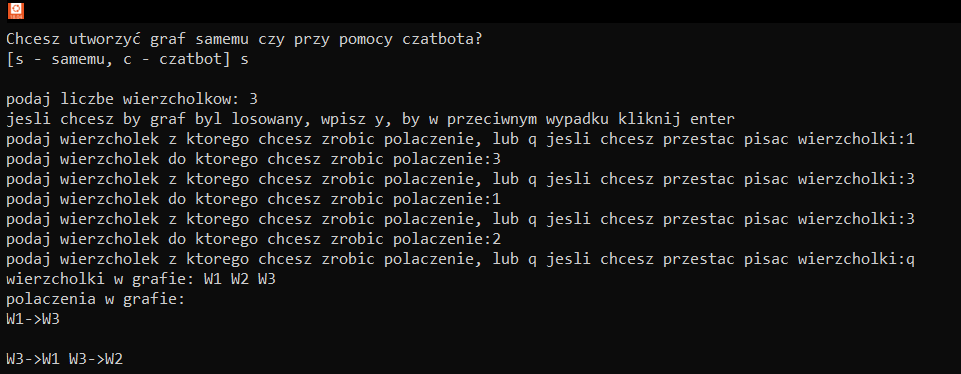 Chcesz utworzyć graf samemu czy przy pomocy czatbota?
[s - samemu, c - czatbot] s
podaj liczbe wierzcholkow: 3
jesli chcesz by graf byl losowany, wpisz y, by w przeciwnym wypadku kliknij enter
podaj wierzcholek z ktorego chcesz zrobic polaczenie, lub q jesli chcesz przestac pisac wierzcholki:1
podaj wierzcholek do ktorego chcesz zrobic polaczenie:3
podaj wierzcholek z ktorego chcesz zrobic polaczenie, lub q jesli chcesz przestac pisac wierzcholki:3
podaj wierzcholek do ktorego chcesz zrobic polaczenie:1
podaj wierzcholek z ktorego chcesz zrobic polaczenie, lub q jesli chcesz przestac pisac wierzcholki:3
podaj wierzcholek do ktorego chcesz zrobic polaczenie:2
podaj wierzcholek z ktorego chcesz zrobic polaczenie, lub q jesli chcesz przestac pisac wierzcholki:q
wierzcholki w grafie: W1 W2 W3
polaczenia w grafie:
W1->W3
W3->W1 W3->W2